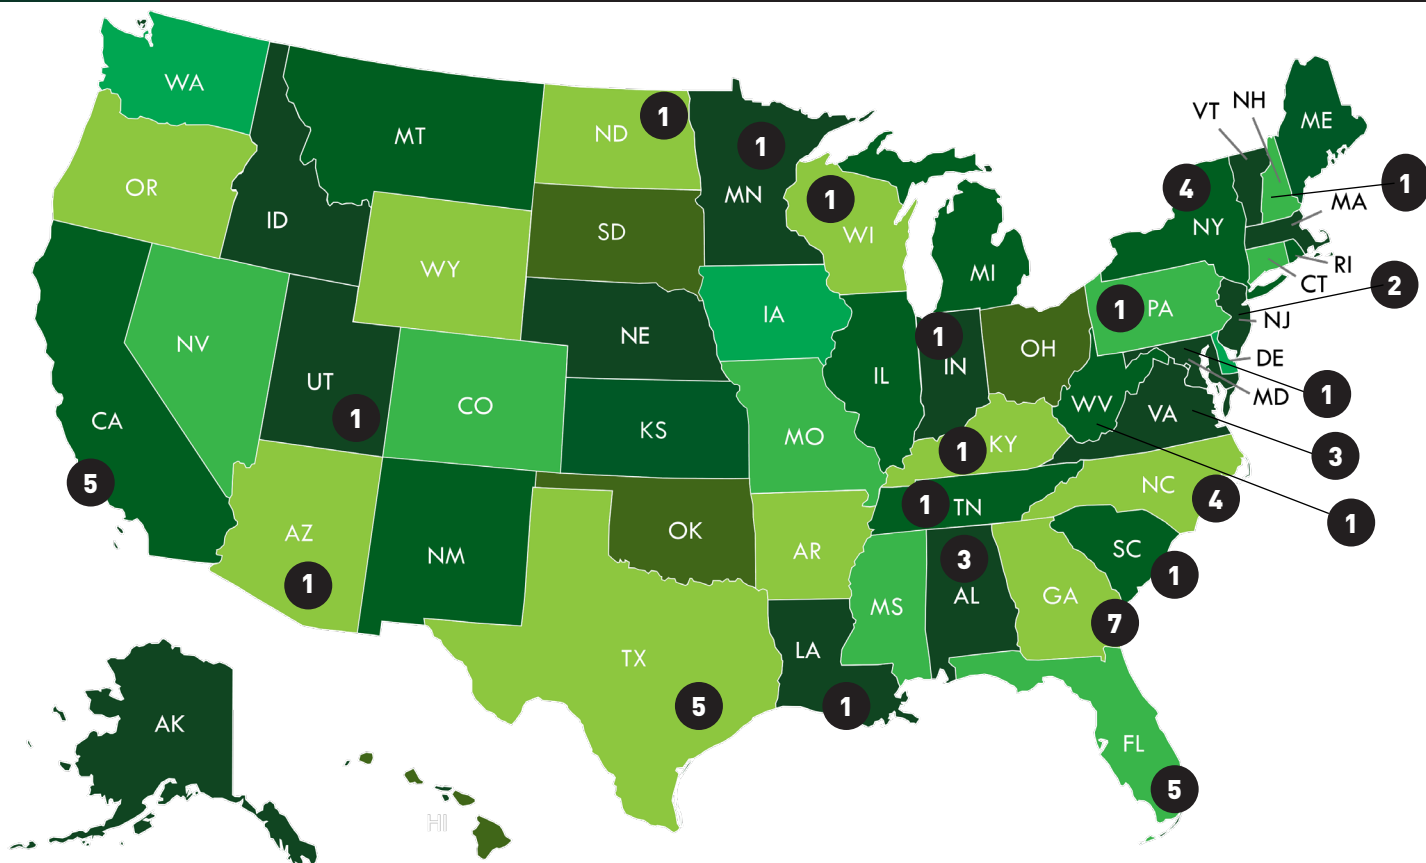 WA
MT
ND
1
1
MN
OR
ID
SD
1
WI
WY
MI
4
NY
VT
NH
ME
1
MA
RI
CT
2
NJ
NV
UT
1
CO
NE
IA
IL
1
IN
OH
1
PA
DE
MD
1
CA
5
KS
MO
1
KY
WV
VA
3
1
AZ
1
NM
OK
AR
1
TN
NC
4
SC
1
MS
3
AL
GA
7
TX
5
LA
1
FL
5
AK
HI